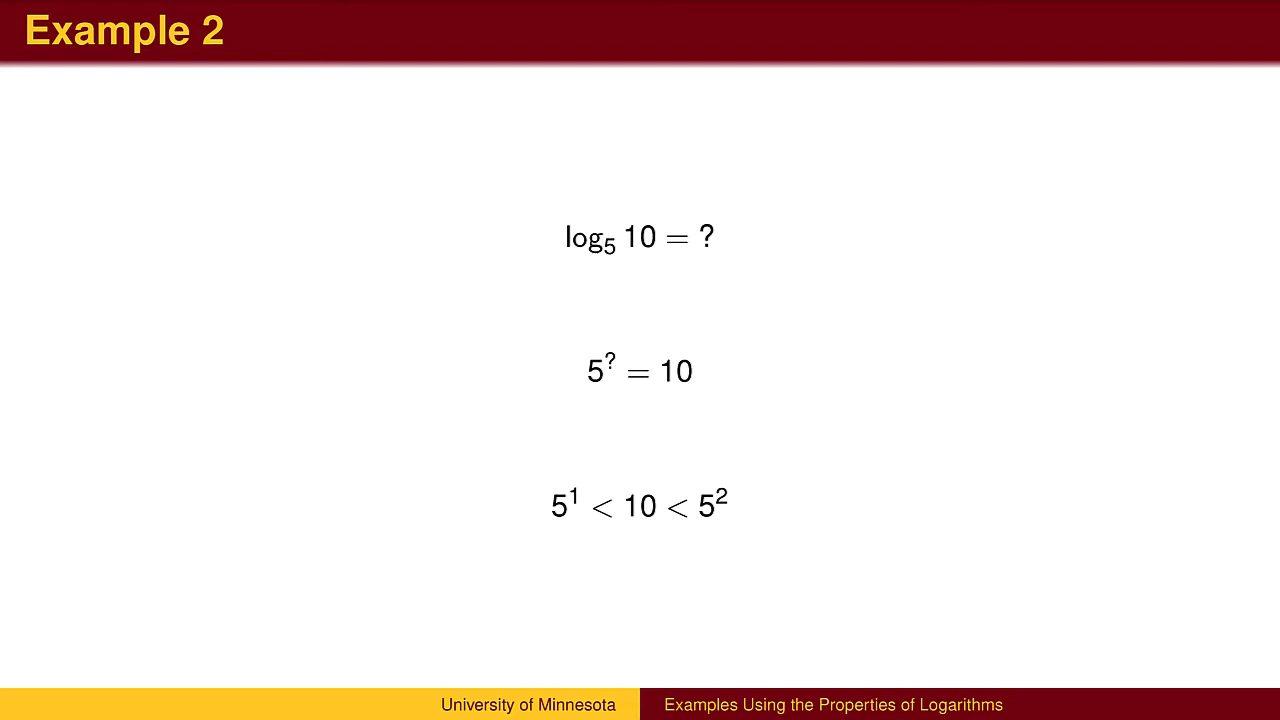 Example 2
log₅ 10 = ?
5^? = 10
5¹ < 10 < 5²
University of Minnesota
Examples Using the Properties of Logarithms